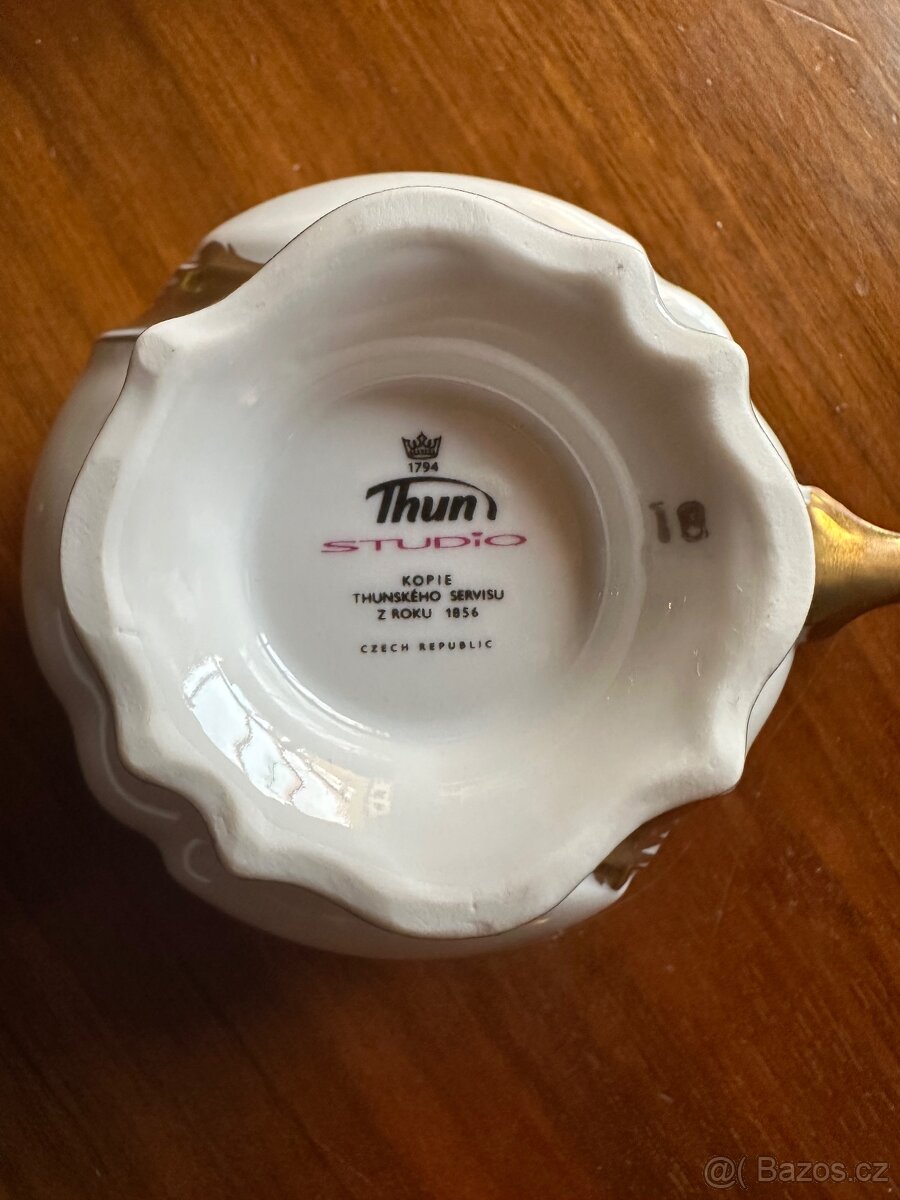 1794
Thun
STUDiO
18
KOPIE
THUNSKÉHO SERVISU
Z ROKU 1856
CZECH REPUBLIC
@( Bazos.cz